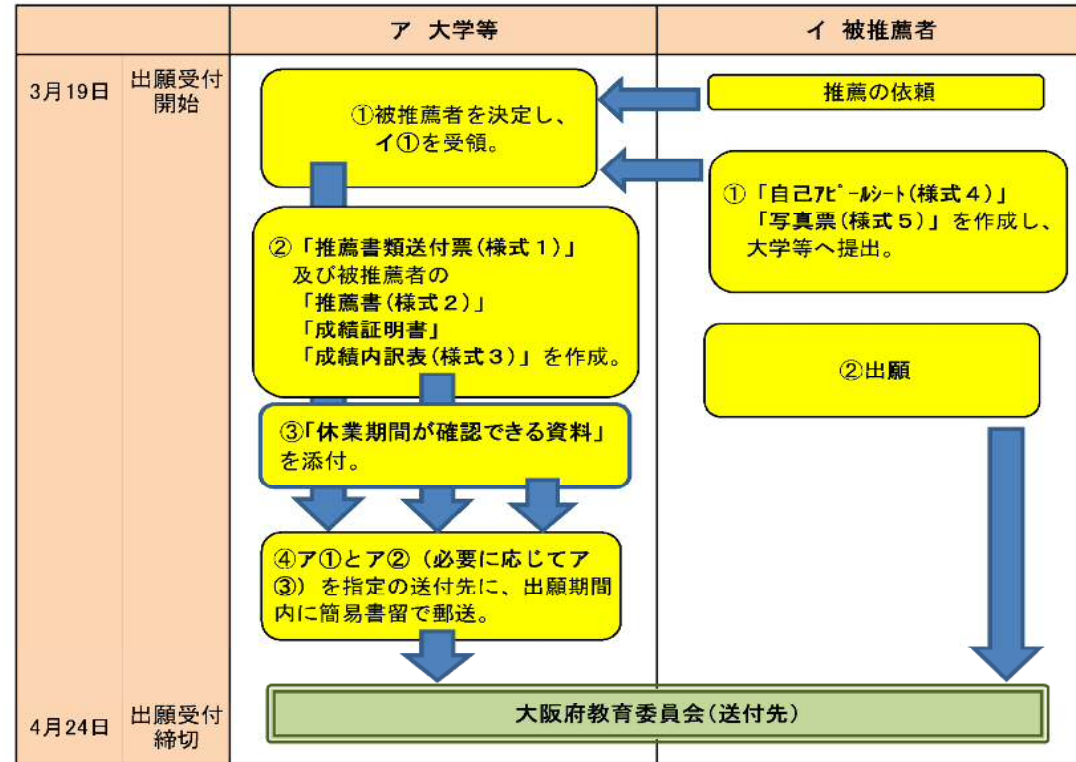 ア 大学等
イ 被推薦者
3月19日
出願受付
開始
①被推薦者を決定し、
イ①を受領。
推薦の依頼
①「自己ｱﾋﾟｰﾙｼｰﾄ(様式４)」
「写真票(様式５)」を作成し、
大学等へ提出。
②「推薦書類送付票(様式１)」
及び被推薦者の
「推薦書(様式２)」
「成績証明書」
「成績内訳表(様式３)」を作成。
②出願
③「休業期間が確認できる資料」
を添付。
④ア①とア②（必要に応じてア
③）を指定の送付先に、出願期間
内に簡易書留で郵送。
4月24日
出願受付
締切
大阪府教育委員会(送付先)